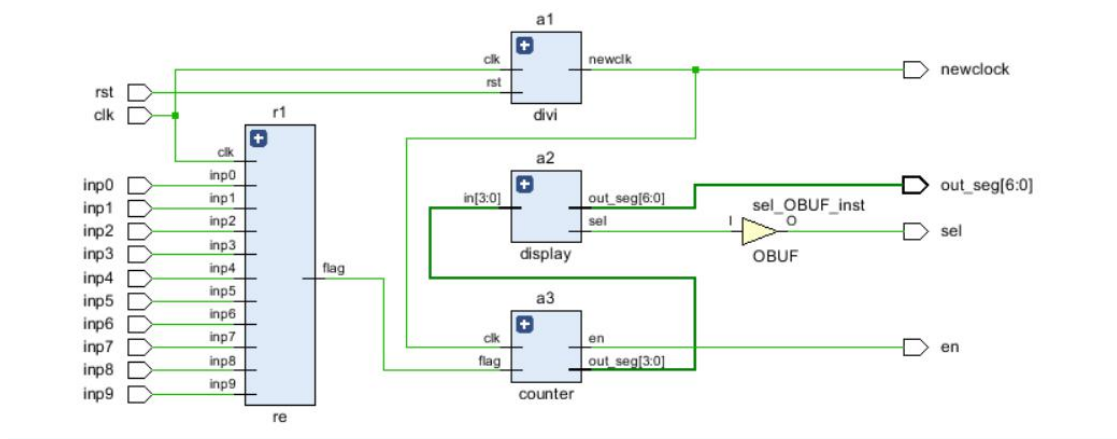 a1
clk
newclk
newclock
rst
rst
clk
r1
divi
clk
a2
inp0
inp0
in[3:0]
out_seg[6:0]
out_seg[6:0]
inp1
inp1
sel_OBUF_inst
inp2
inp2
sel
I
O
sel
inp3
inp3
display
OBUF
inp4
inp4
flag
inp5
inp5
a3
inp6
inp6
inp7
inp7
clk
en
en
inp8
inp8
flag
out_seg[3:0]
inp9
inp9
counter
re